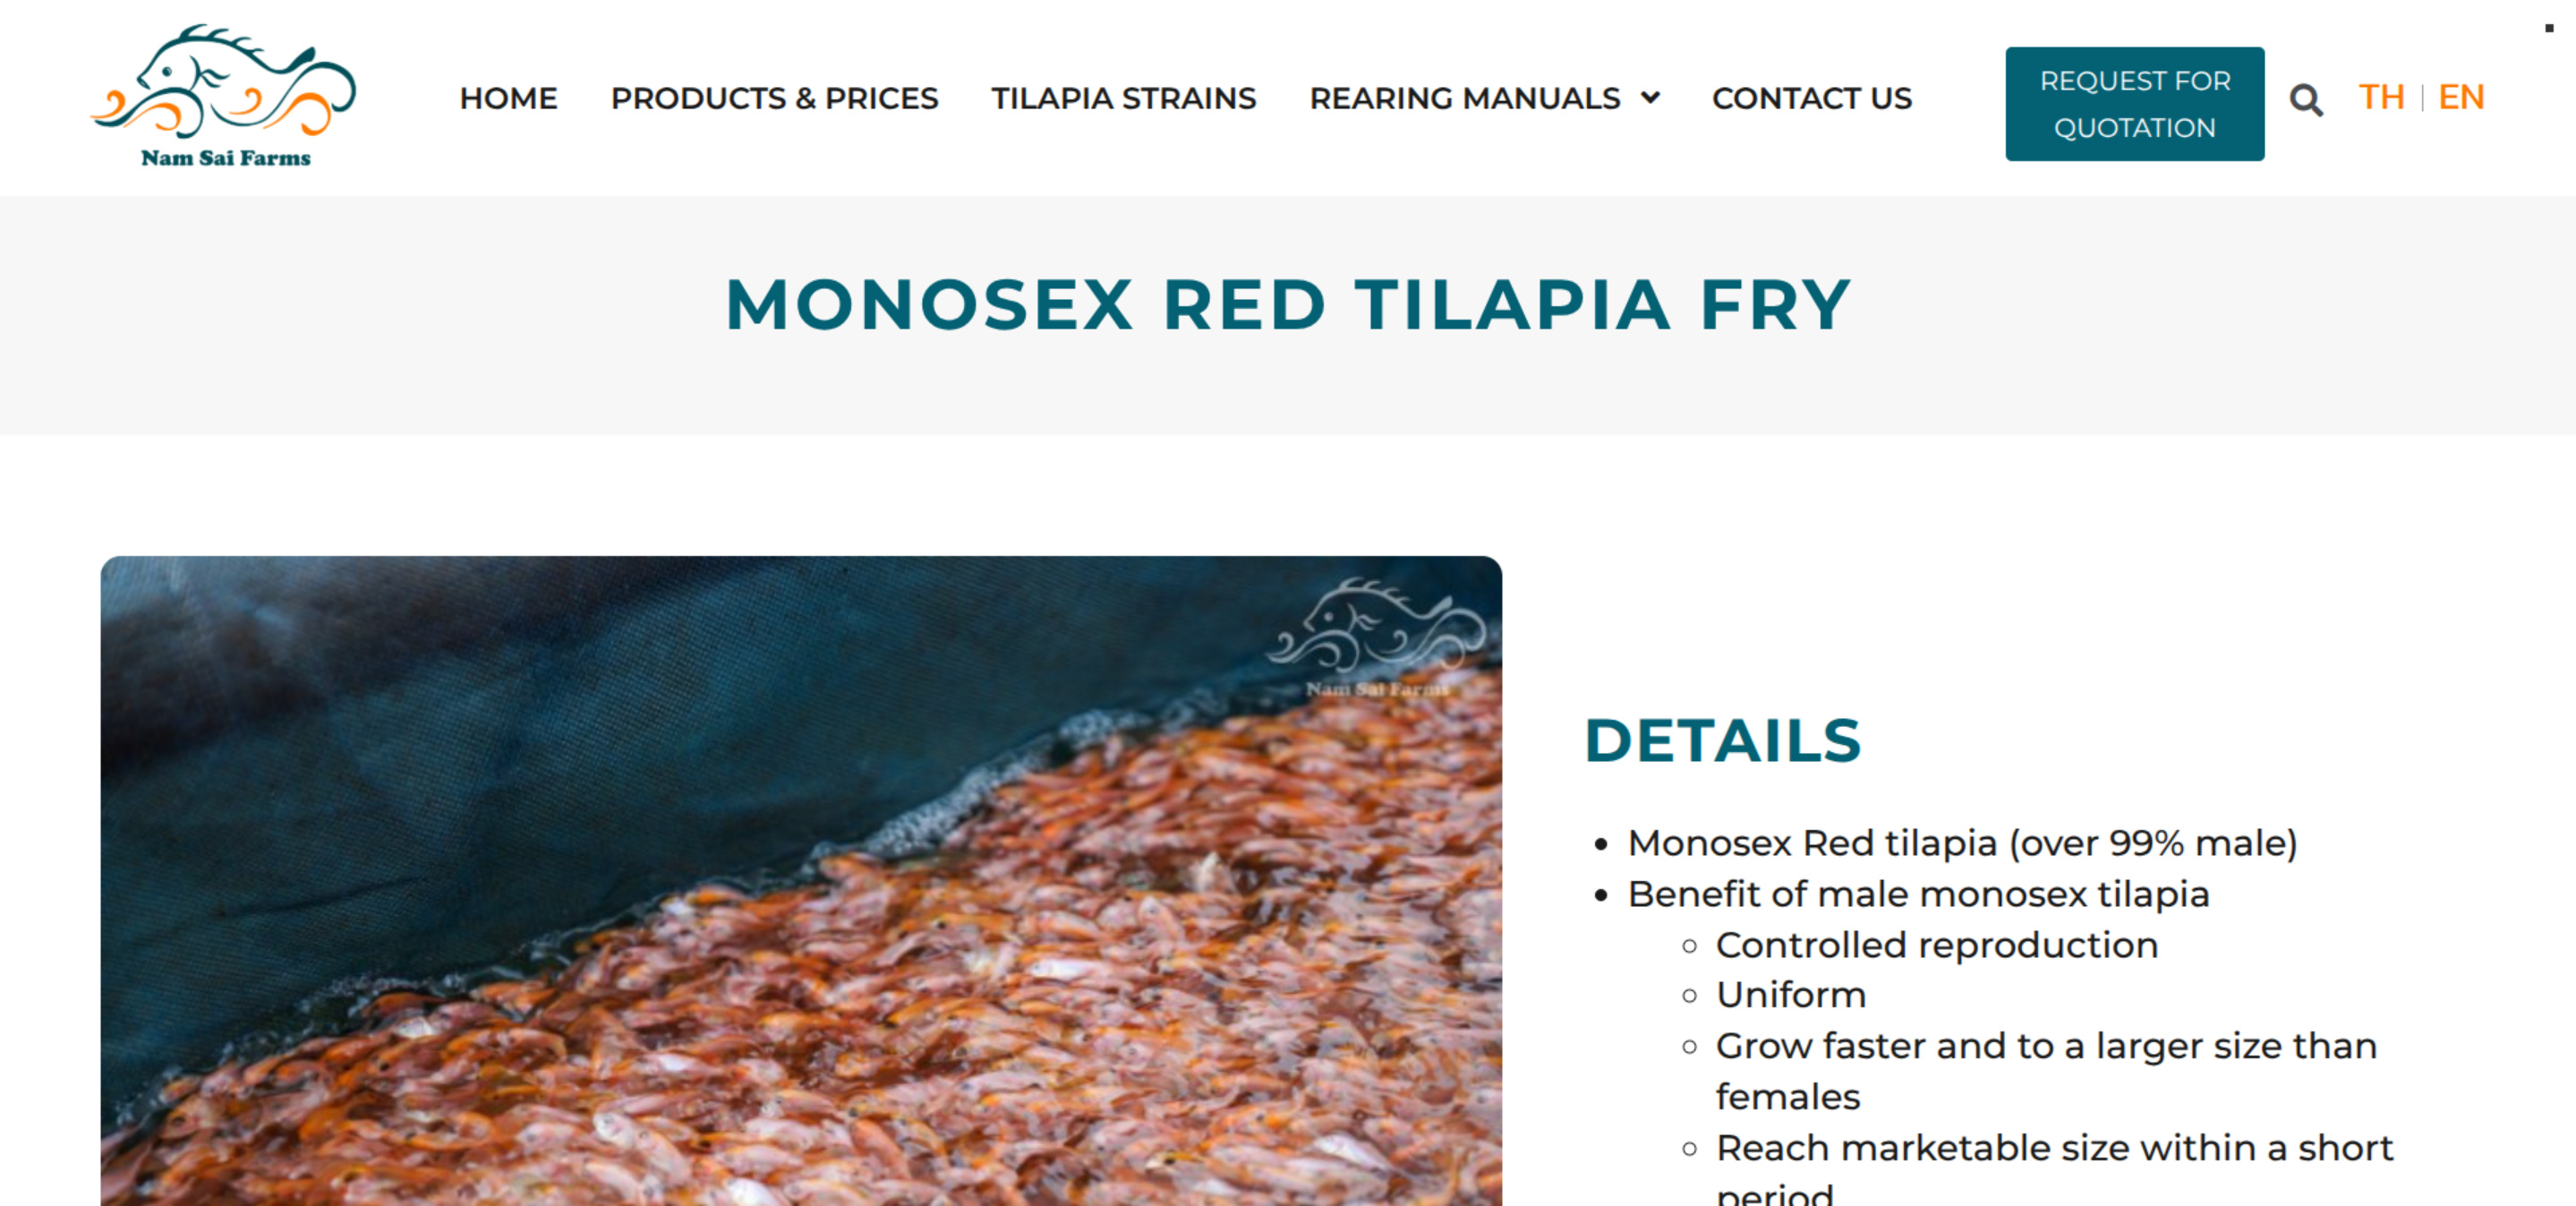 Nam Sai Farms
HOME
PRODUCTS & PRICES
TILAPIA STRAINS
REARING MANUALS
CONTACT US
REQUEST FOR
QUOTATION
TH | EN
MONOSEX RED TILAPIA FRY
Nam Sai Farms
DETAILS
• Monosex Red tilapia (over 99% male)
• Benefit of male monosex tilapia
○ Controlled reproduction
○ Uniform
○ Grow faster and to a larger size than
females
○ Reach marketable size within a short
period